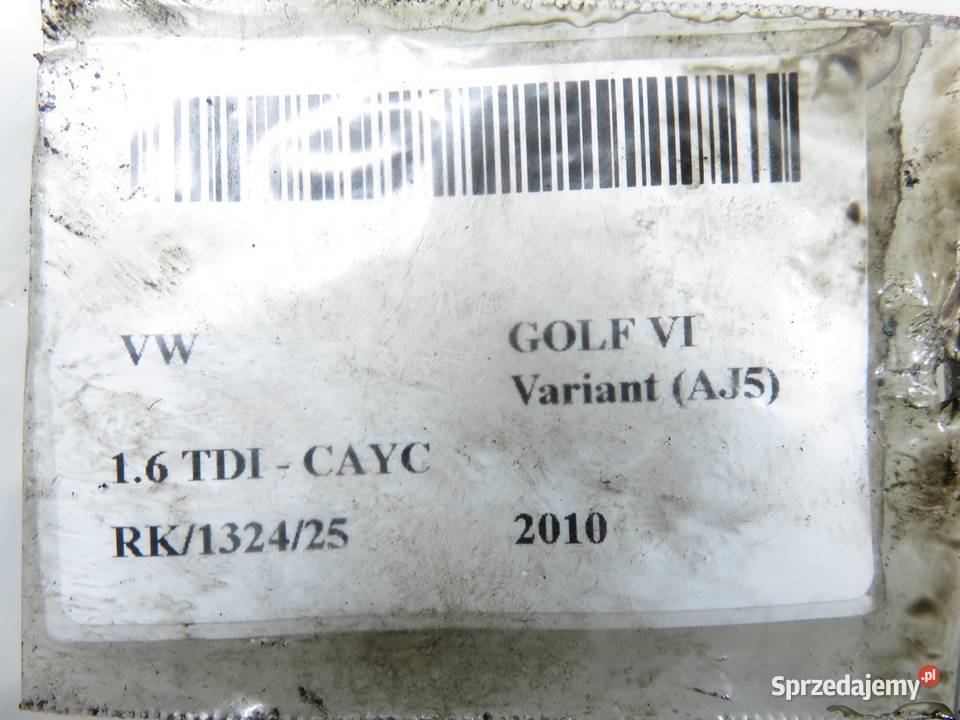 VW
GOLF VI
Variant (AJ5)
1.6 TDI - CAYC
RK/1324/25
2010
Sprzedajemy.pl